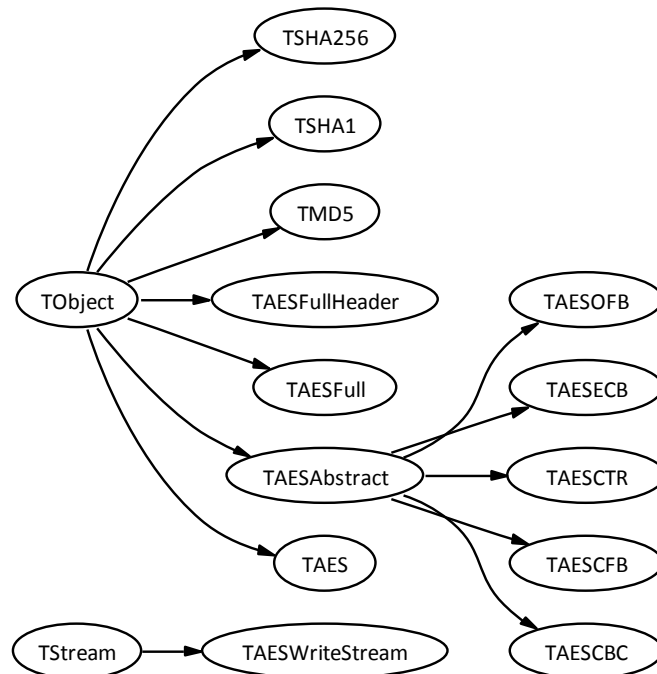 TSHA256
TSHA1
TMD5
TObject
TAESFullHeader
TAESOFB
TAESFull
TAESECB
TAESAbstract
TAESCTR
TAES
TAESCFB
TStream
TAESWriteStream
TAESCBC